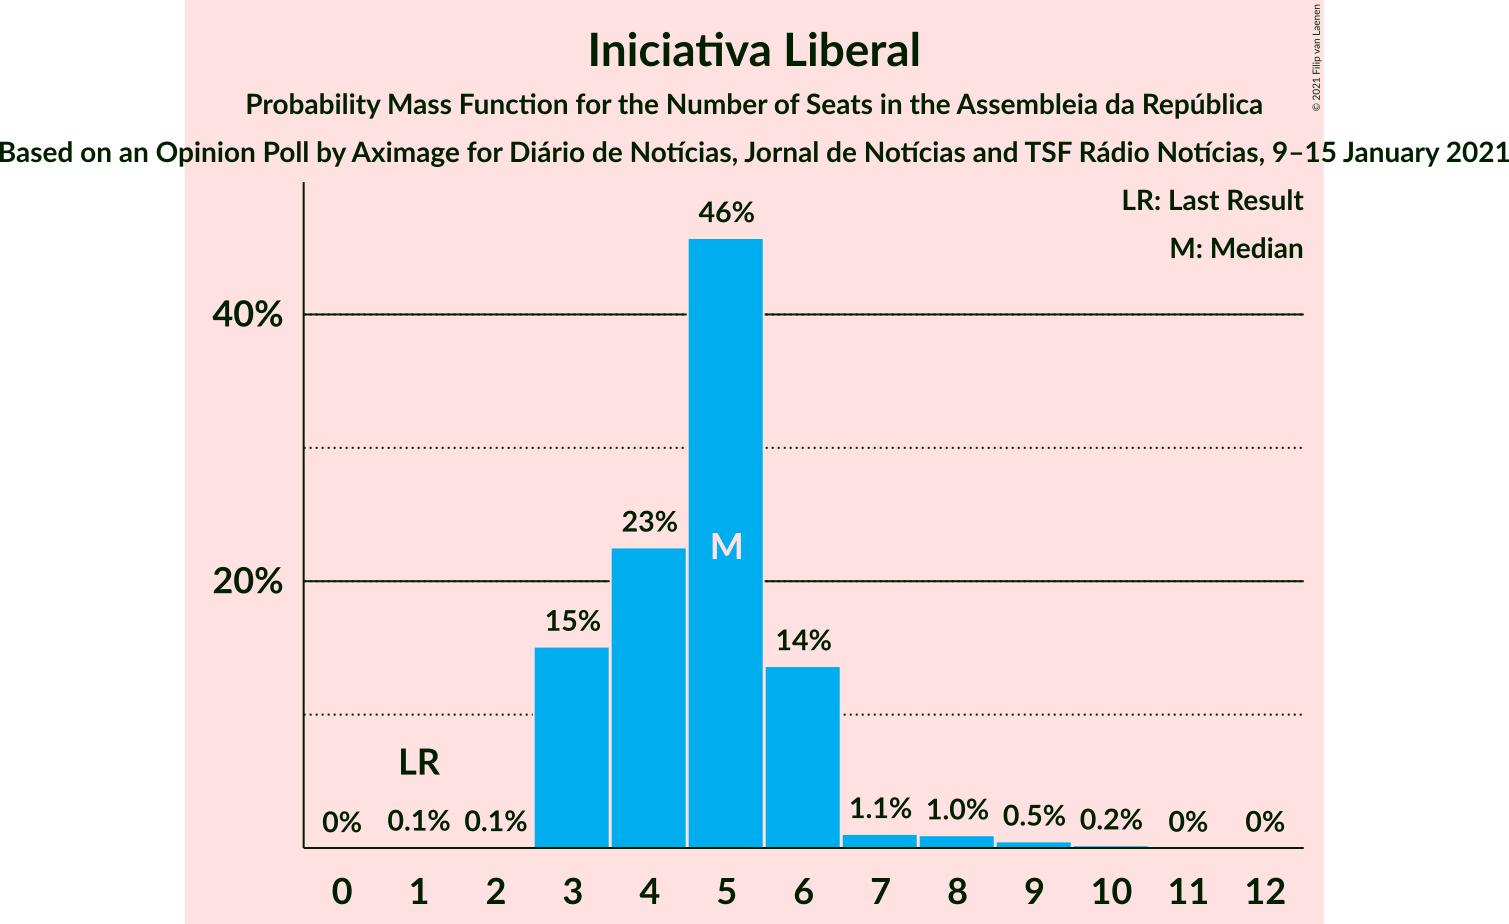 Iniciativa Liberal
Probability Mass Function for the Number of Seats in the Assembleia da República
Based on an Opinion Poll by Aximage for Diário de Notícias, Jornal de Notícias and TSF Rádio Notícias, 9–15 January 2021
© 2021 Filip van Laenen
LR: Last Result
M: Median
46%
40%
23%
M
20%
15%
14%
LR
0% 0.1% 0.1% 1.1% 1.0% 0.5% 0.2% 0% 0%
0 1 2 3 4 5 6 7 8 9 10 11 12